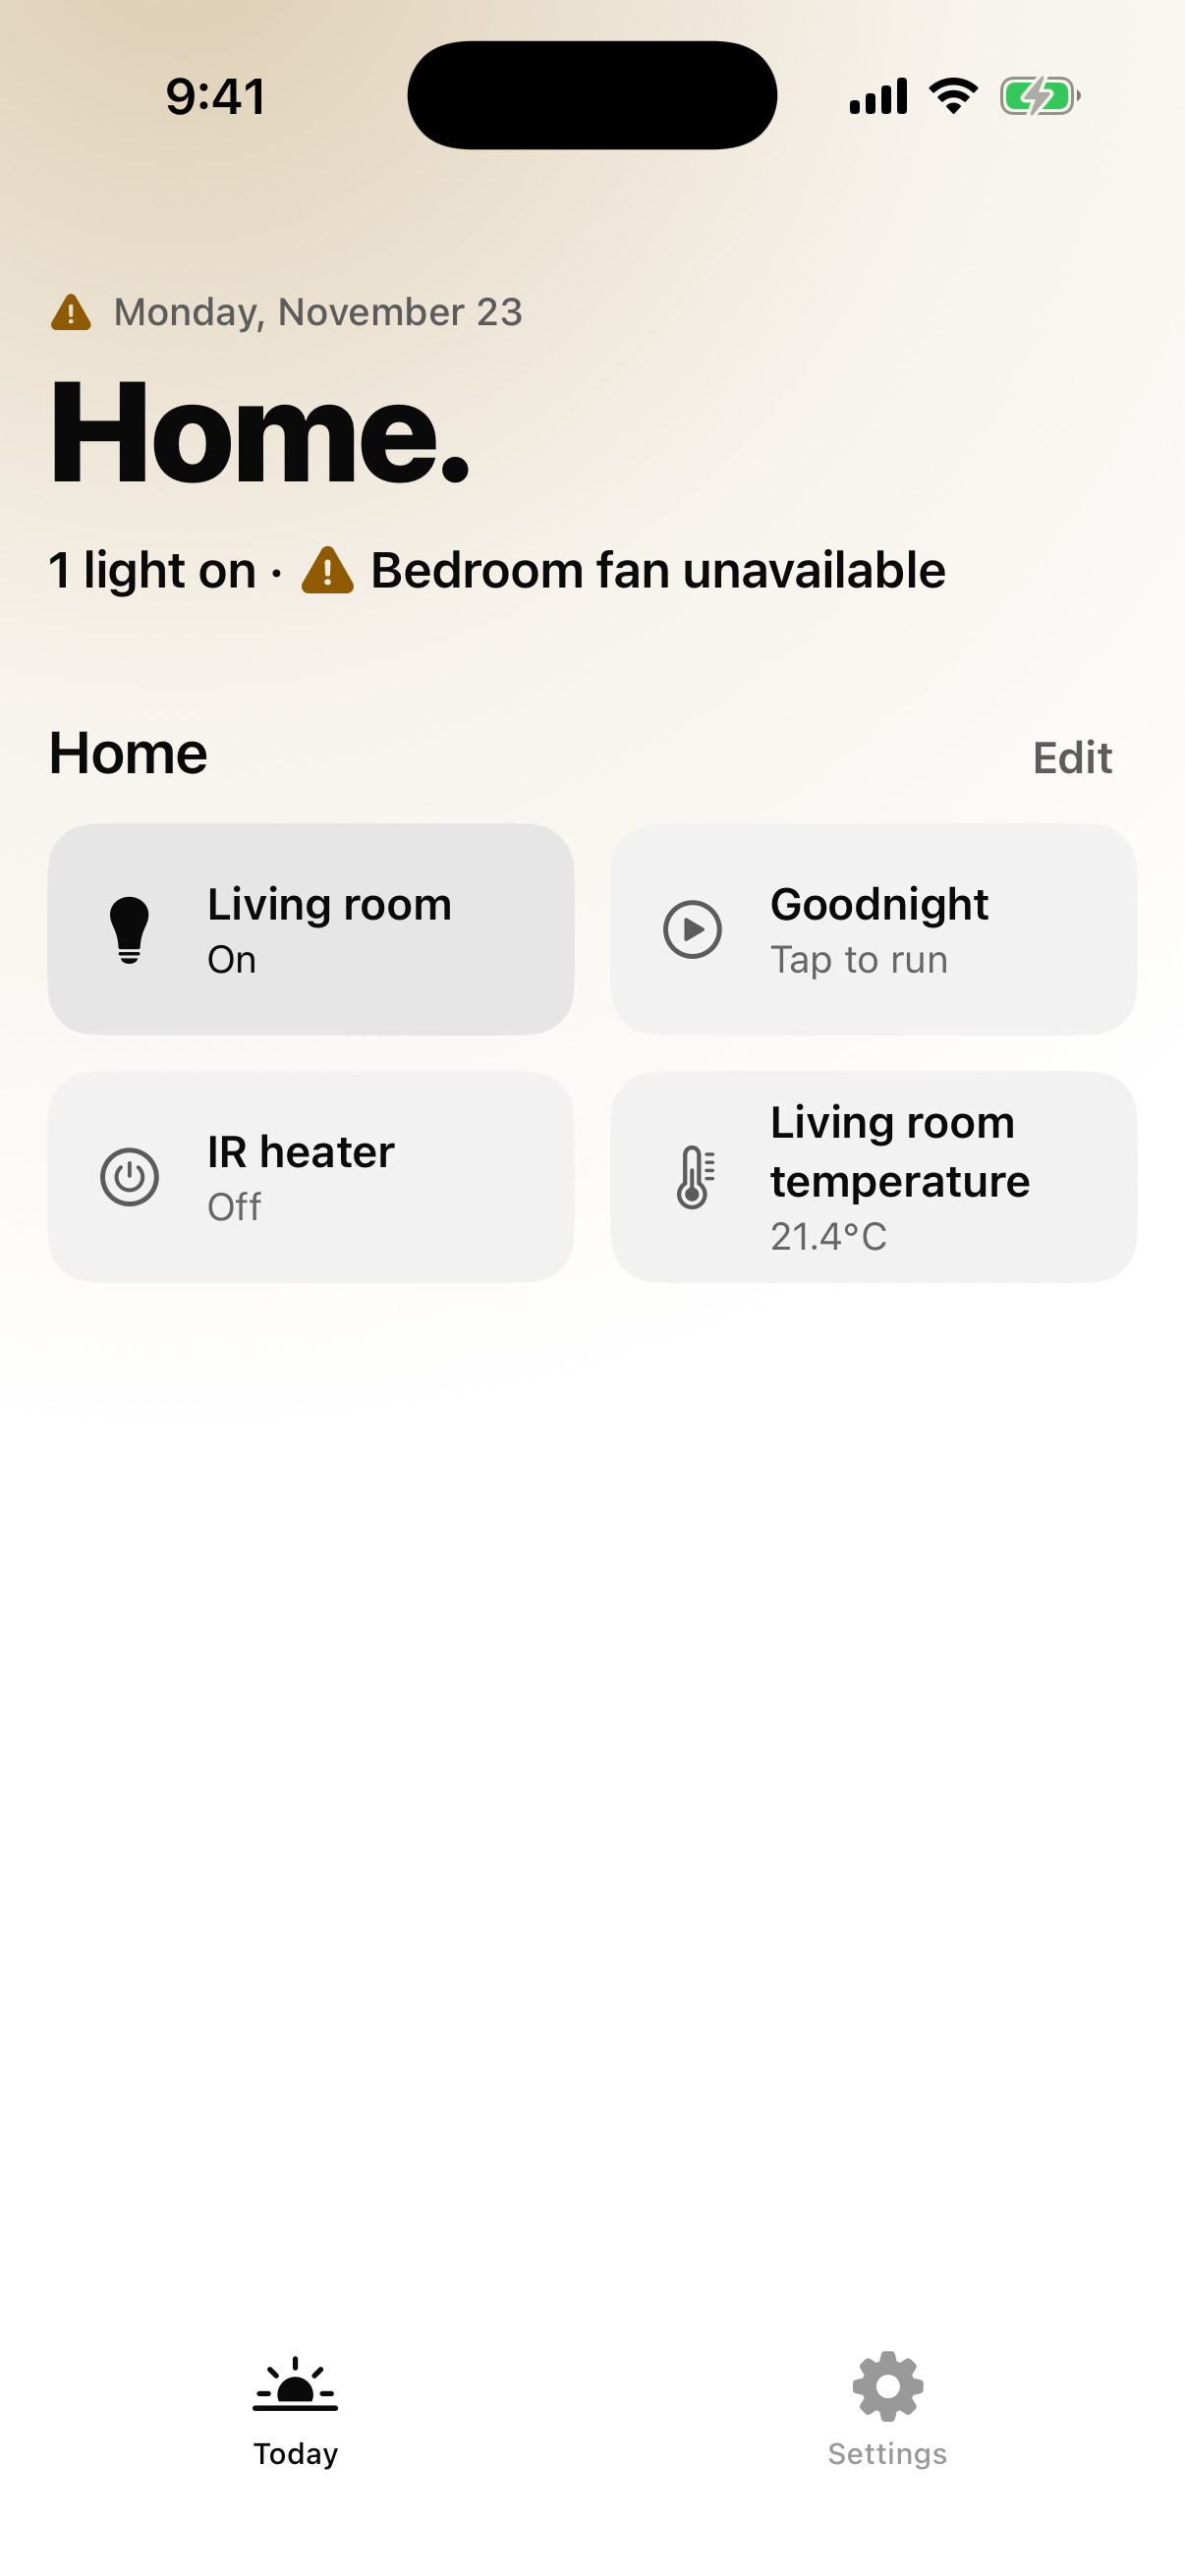 9:41
Monday, November 23
Home.
1 light on · Bedroom fan unavailable
Home
Edit
Living room
On
Goodnight
Tap to run
IR heater
Off
Living room
temperature
21.4°C
Today
Settings